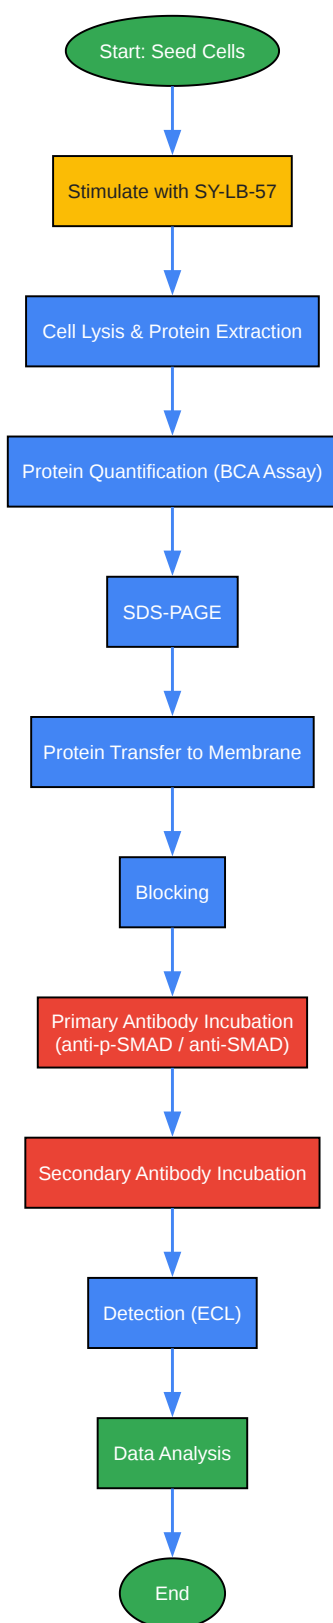 Start: Seed Cells
Stimulate with SY-LB-57
Cell Lysis & Protein Extraction
Protein Quantification (BCA Assay)
SDS-PAGE
Protein Transfer to Membrane
Blocking
Primary Antibody Incubation
(anti-p-SMAD / anti-SMAD)
Secondary Antibody Incubation
Detection (ECL)
Data Analysis
End